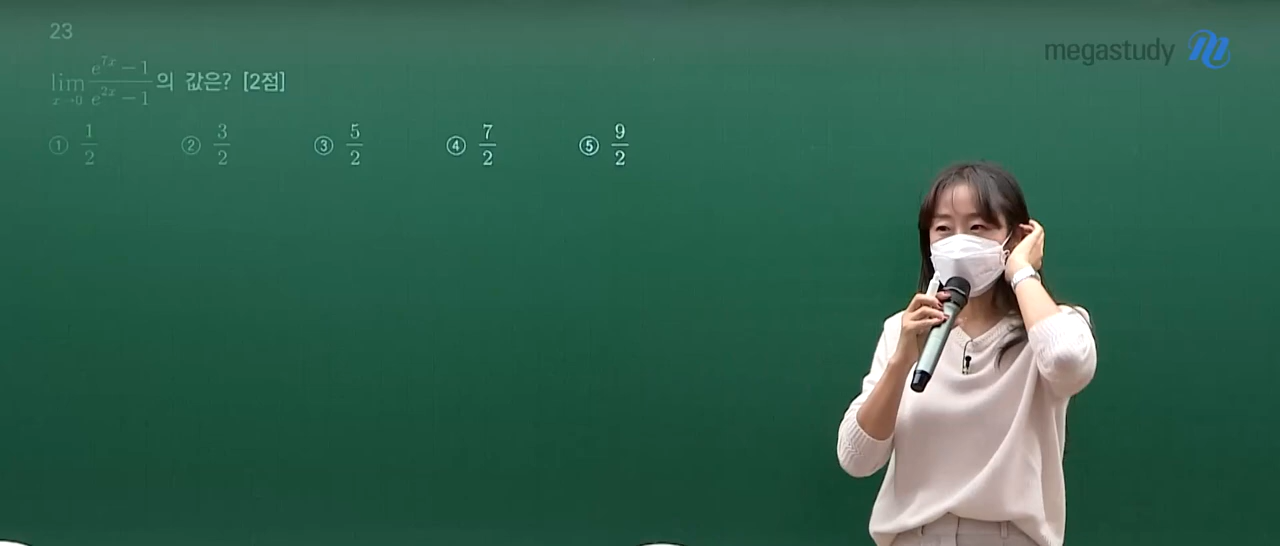 megastudy
23
lim x→0 (e^{7x} − 1)/(e^{2x} − 1) 의 값은? [2점]
① 1/2 ② 3/2 ③ 5/2 ④ 7/2 ⑤ 9/2